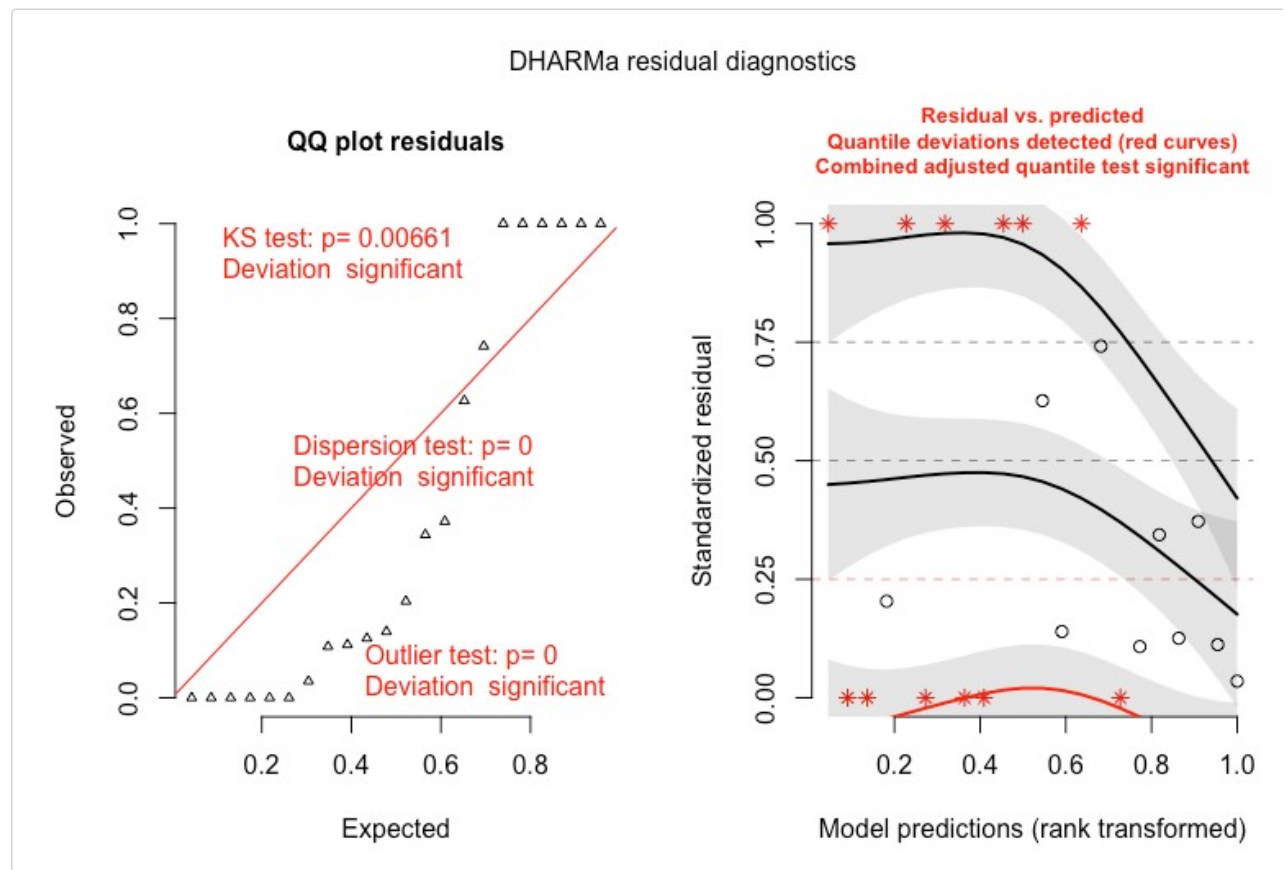 DHARMa residual diagnostics
QQ plot residuals
KS test: p= 0.00661
Deviation  significant
Dispersion test: p= 0
Deviation  significant
Outlier test: p= 0
Deviation  significant
Observed
0.0
0.2
0.4
0.6
0.8
1.0
0.2
0.4
0.6
0.8
Expected
Residual vs. predicted
Quantile deviations detected (red curves)
Combined adjusted quantile test significant
Standardized residual
0.00
0.25
0.50
0.75
1.00
0.2
0.4
0.6
0.8
1.0
Model predictions (rank transformed)